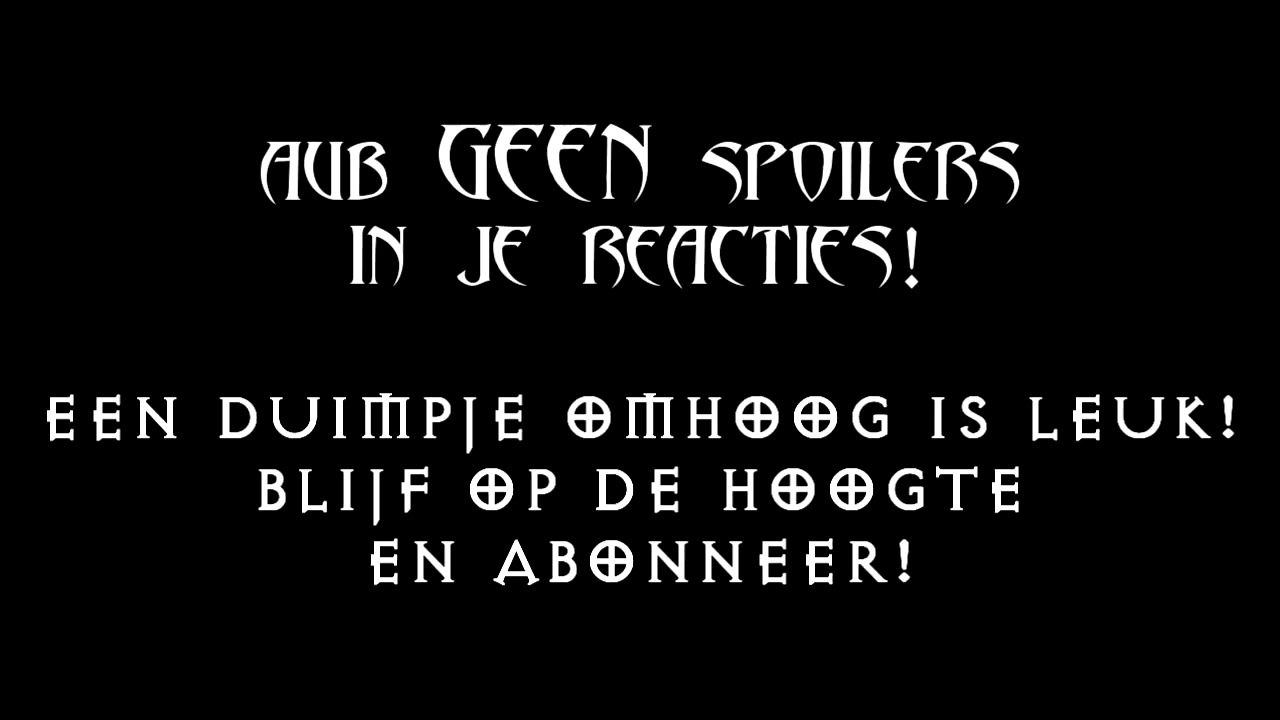 AUB GEEN SPOILERS
IN JE REACTIES!
EEN DUIMPJE OMHOOG IS LEUK!
BLIJF OP DE HOOGTE
EN ABONNEER!